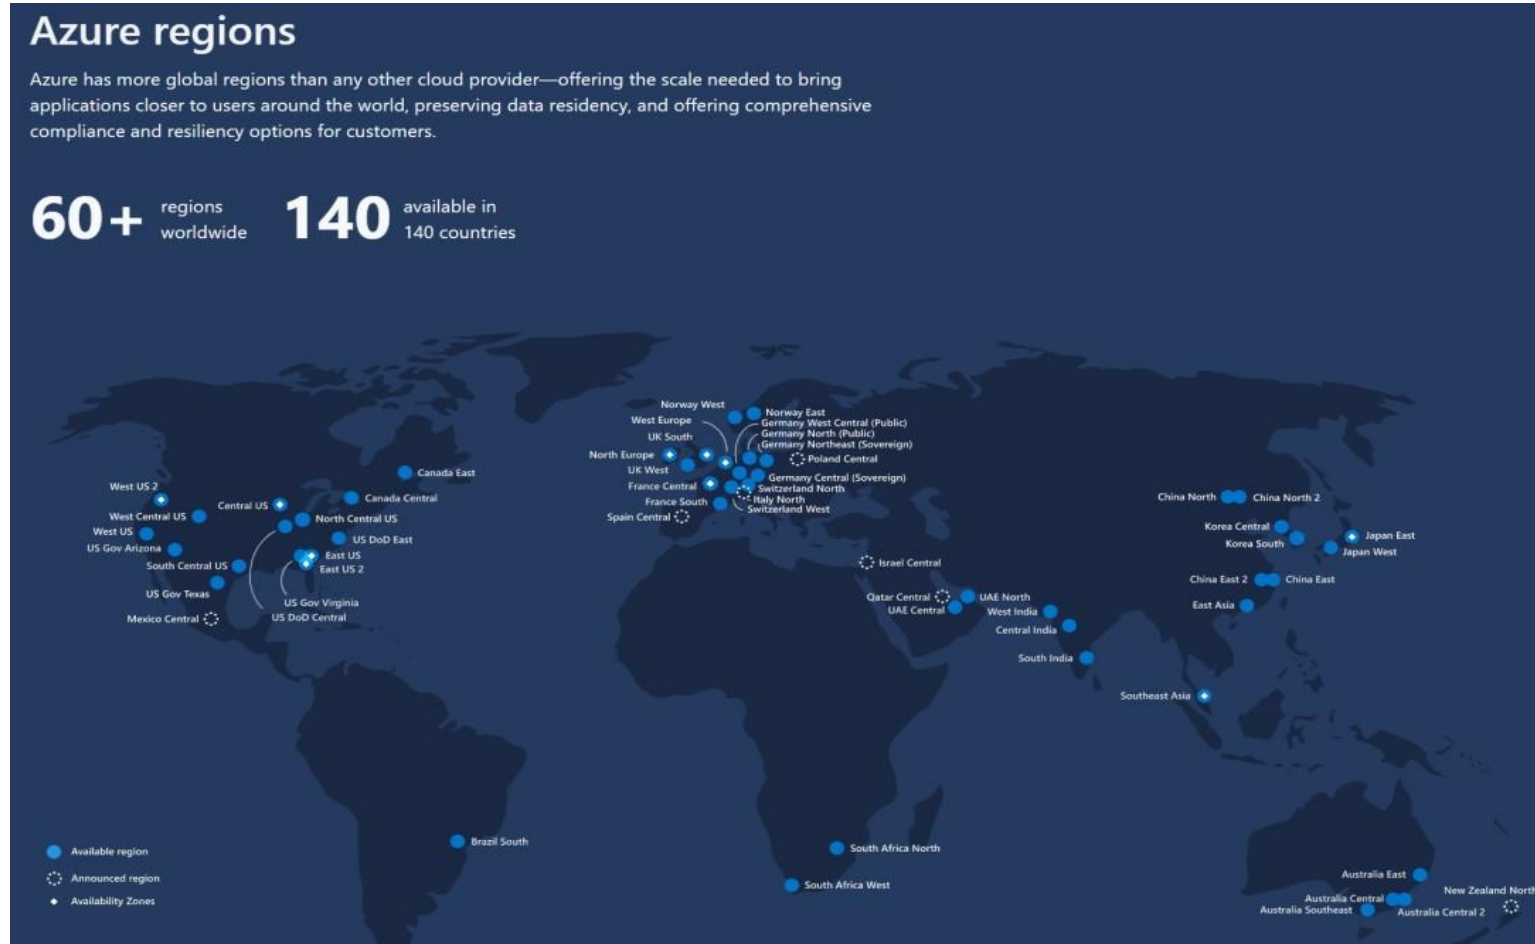 Azure regions
Azure has more global regions than any other cloud provider—offering the scale needed to bring
applications closer to users around the world, preserving data residency, and offering comprehensive
compliance and resiliency options for customers.
60+ regions
worldwide
140 available in
140 countries
Norway West
Norway East
West Europe
Germany West Central (Public)
UK South
Germany North (Public)
Germany Northeast (Sovereign)
North Europe
Poland Central
UK West
Germany Central (Sovereign)
France Central
Switzerland North
Italy North
France South
Switzerland West
Spain Central
Canada East
West US 2
Canada Central
Central US
West Central US
North Central US
West US
US DoD East
US Gov Arizona
East US
South Central US
East US 2
US Gov Texas
US Gov Virginia
Mexico Central
US DoD Central
China North
China North 2
Korea Central
Japan East
Korea South
Japan West
Israel Central
China East 2
China East
Qatar Central
UAE North
UAE Central
West India
East Asia
Central India
South India
Southeast Asia
Brazil South
South Africa North
South Africa West
Australia East
New Zealand North
Australia Central
Australia Southeast
Australia Central 2
Available region
Announced region
Availability Zones